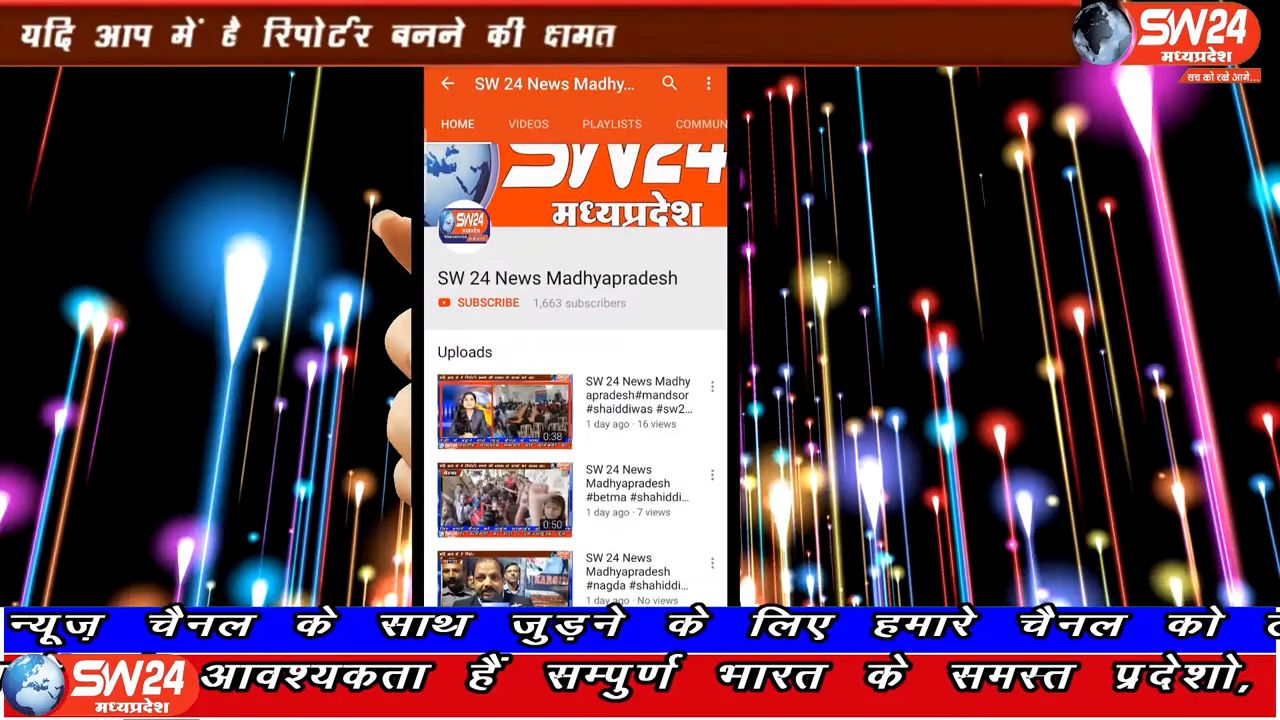 यदि आप में है रिपोर्टर बनने की क्षमत
SW24
मध्यप्रदेश
सच को रखे आगे...
SW 24 News Madhy...
HOME VIDEOS PLAYLISTS COMMUN
SW24
मध्यप्रदेश
SW24
SW 24 News Madhyapradesh
SUBSCRIBE 1,663 subscribers
Uploads
SW 24 News Madhy
apradesh#mandsor
#shaiddiwas #sw2...
1 day ago · 16 views
0:38
SW 24 News
Madhyapradesh
#betma #shahiddi...
1 day ago · 7 views
0:50
SW 24 News
Madhyapradesh
#nagda #shahiddi...
1 day ago · No views
न्यूज़ चैनल के साथ जुड़ने के लिए हमारे चैनल को
आवश्यकता हैं सम्पुर्ण भारत के समस्त प्रदेशो,
SW24
मध्यप्रदेश